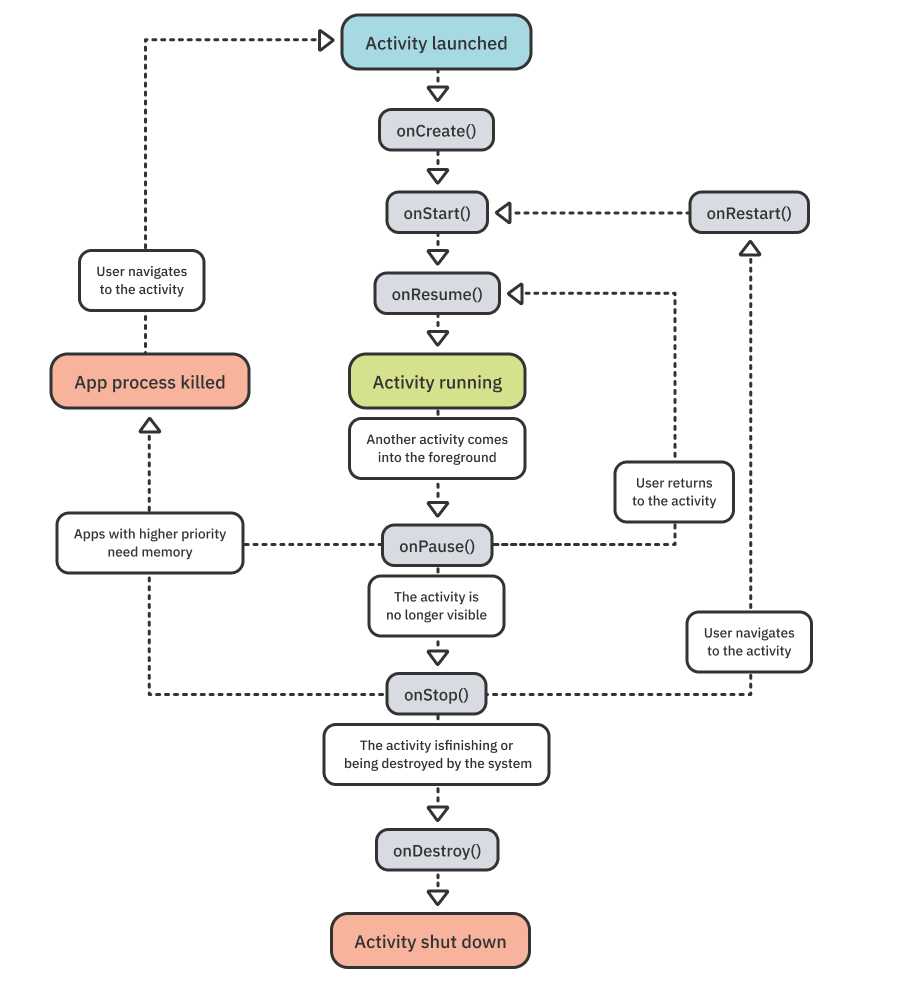 Activity launched
onCreate()
onStart()
onRestart()
User navigates
to the activity
onResume()
App process killed
Activity running
Another activity comes
into the foreground
User returns
to the activity
Apps with higher priority
need memory
onPause()
The activity is
no longer visible
User navigates
to the activity
onStop()
The activity isfinishing or
being destroyed by the system
onDestroy()
Activity shut down